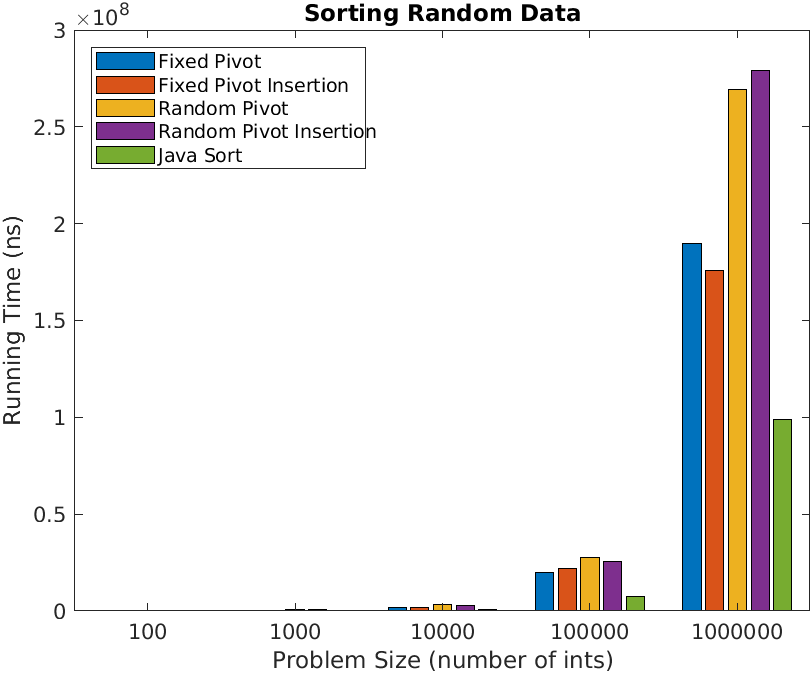 Sorting Random Data
×10⁸
3
2.5
2
1.5
1
0.5
0
Running Time (ns)
Fixed Pivot
Fixed Pivot Insertion
Random Pivot
Random Pivot Insertion
Java Sort
100 1000 10000 100000 1000000
Problem Size (number of ints)